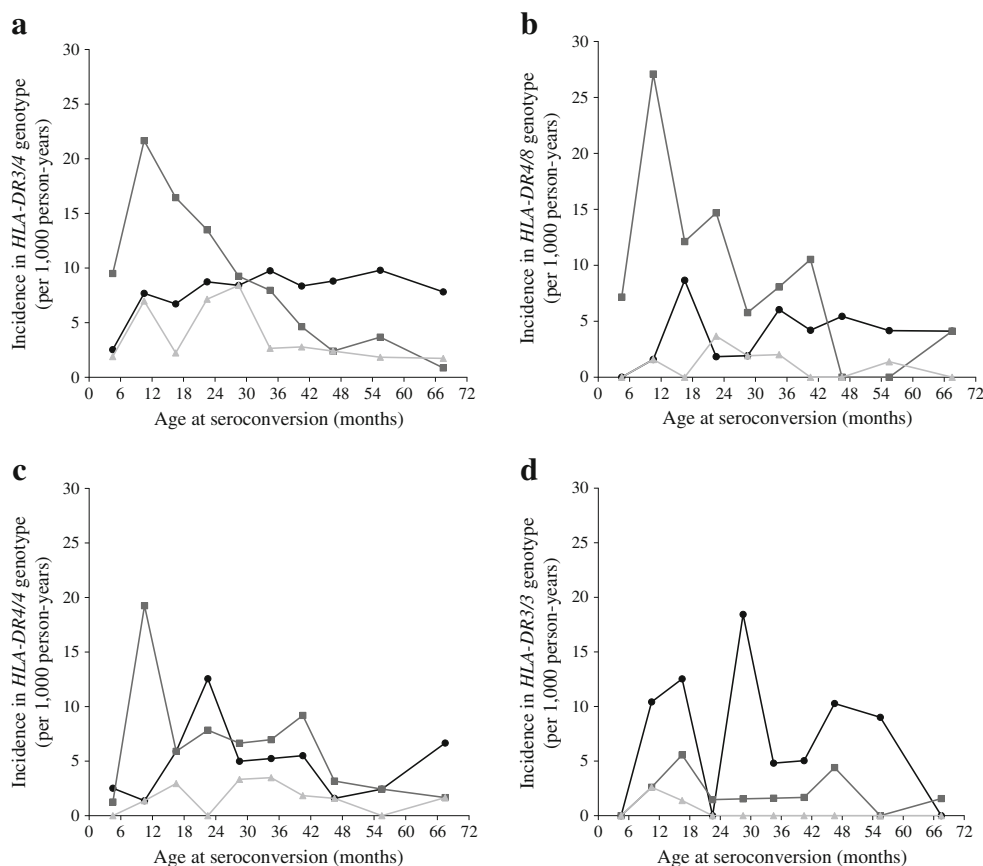 a
Incidence in HLA-DR3/4 genotype
(per 1,000 person-years)
30
25
20
15
10
5
0
0 6 12 18 24 30 36 42 48 54 60 66 72
Age at seroconversion (months)
b
Incidence in HLA-DR4/8 genotype
(per 1,000 person-years)
30
25
20
15
10
5
0
0 6 12 18 24 30 36 42 48 54 60 66 72
Age at seroconversion (months)
c
Incidence in HLA-DR4/4 genotype
(per 1,000 person-years)
30
25
20
15
10
5
0
0 6 12 18 24 30 36 42 48 54 60 66 72
Age at seroconversion (months)
d
Incidence in HLA-DR3/3 genotype
(per 1,000 person-years)
30
25
20
15
10
5
0
0 6 12 18 24 30 36 42 48 54 60 66 72
Age at seroconversion (months)